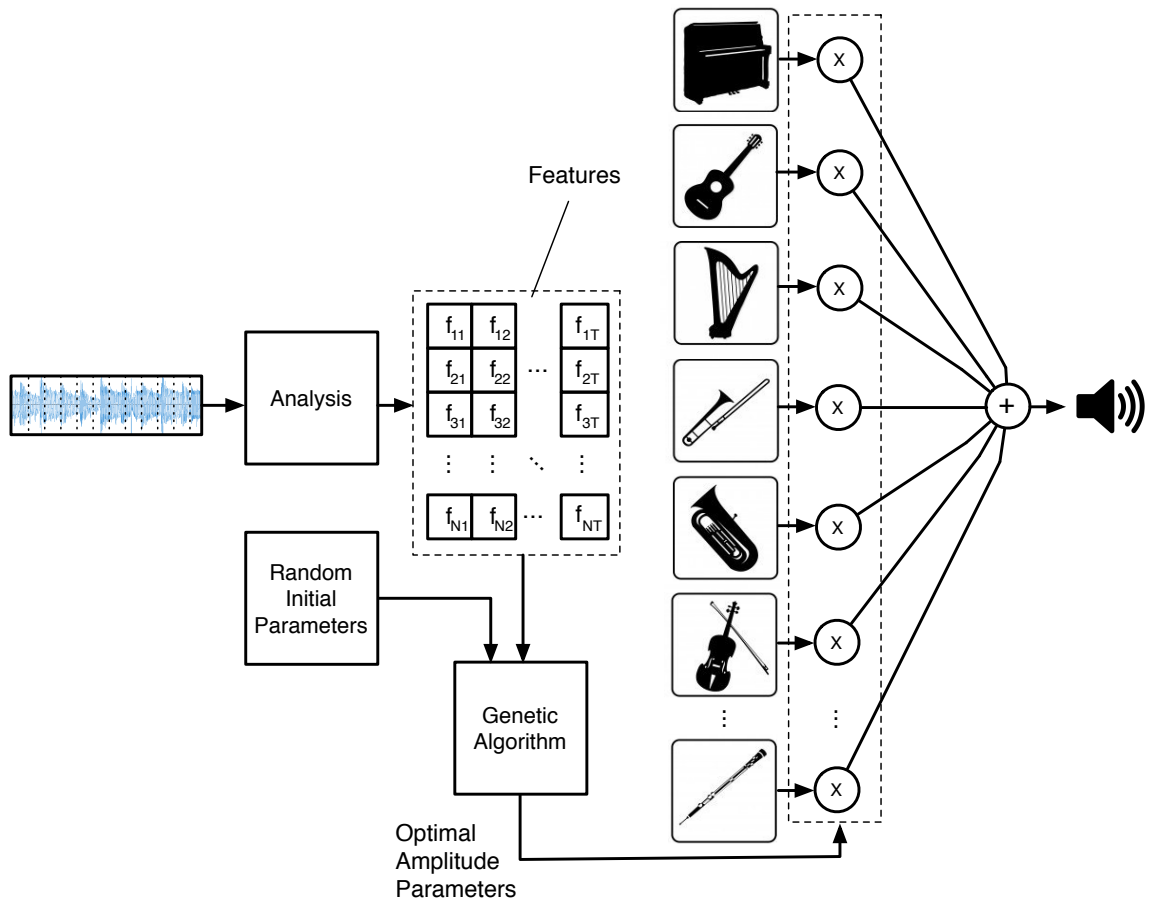 Features
f11 f12 f1T
f21 f22 ... f2T
f31 f32 f3T
fN1 fN2 ... fNT
Analysis
Random
Initial
Parameters
Genetic
Algorithm
Optimal
Amplitude
Parameters
X
X
X
X
X
X
X
+